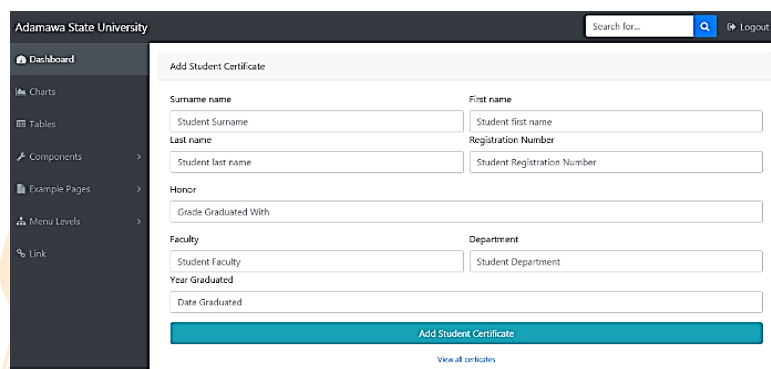 Adamawa State University
Search for...
Logout
Dashboard
Charts
Tables
Components
Example Pages
Menu Levels
Link
Add Student Certificate
Surname name First name
Student Surname Student first name
Last name Registration Number
Student last name Student Registration Number
Honor
Grade Graduated With
Faculty Department
Student Faculty Student Department
Year Graduated
Date Graduated
Add Student Certificate
View all certicates